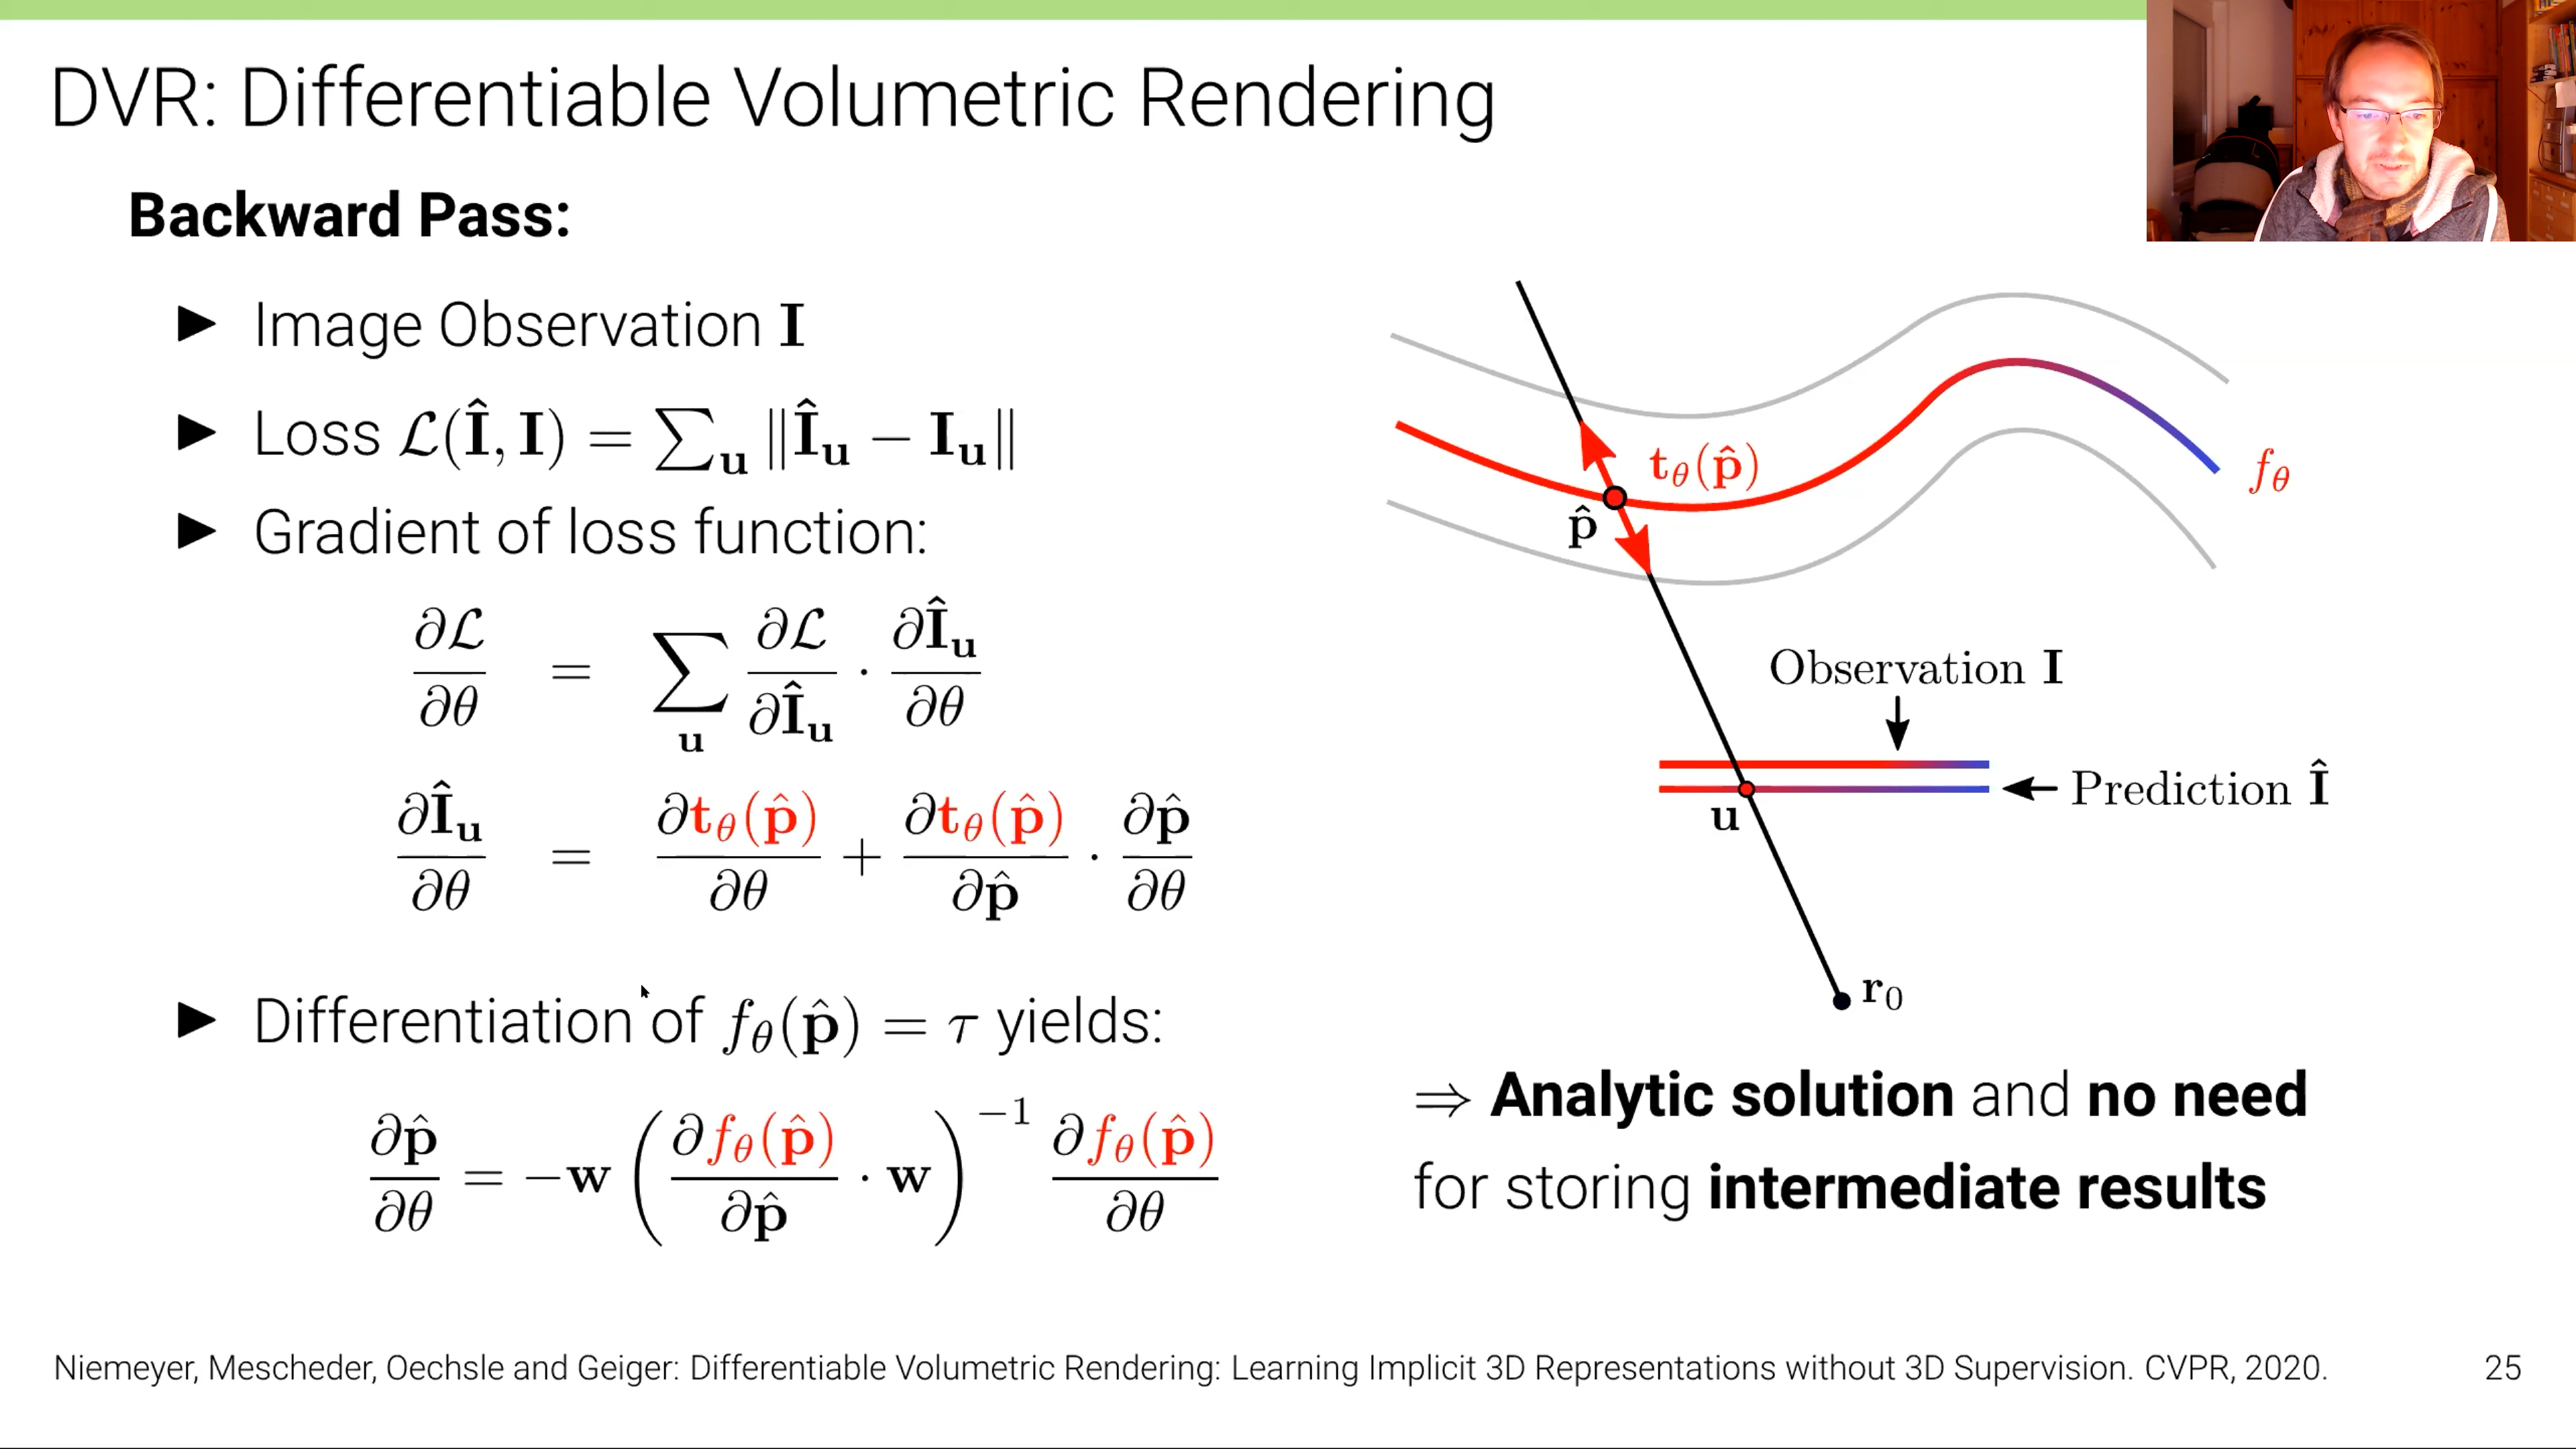 DVR: Differentiable Volumetric Rendering
Backward Pass:
▶ Image Observation I
▶ Loss 𝓛(Î, I) = ∑_u ‖Î_u − I_u‖
▶ Gradient of loss function:
∂𝓛/∂θ = ∑_u ∂𝓛/∂Î_u · ∂Î_u/∂θ
∂Î_u/∂θ = ∂t_θ(p̂)/∂θ + ∂t_θ(p̂)/∂p̂ · ∂p̂/∂θ
▶ Differentiation of f_θ(p̂) = τ yields:
∂p̂/∂θ = −w (∂f_θ(p̂)/∂p̂ · w)^−1 ∂f_θ(p̂)/∂θ
t_θ(p̂)
f_θ
p̂
Observation I
Prediction Î
u
r_0
⇒ Analytic solution and no need
for storing intermediate results
Niemeyer, Mescheder, Oechsle and Geiger: Differentiable Volumetric Rendering: Learning Implicit 3D Representations without 3D Supervision. CVPR, 2020.
25